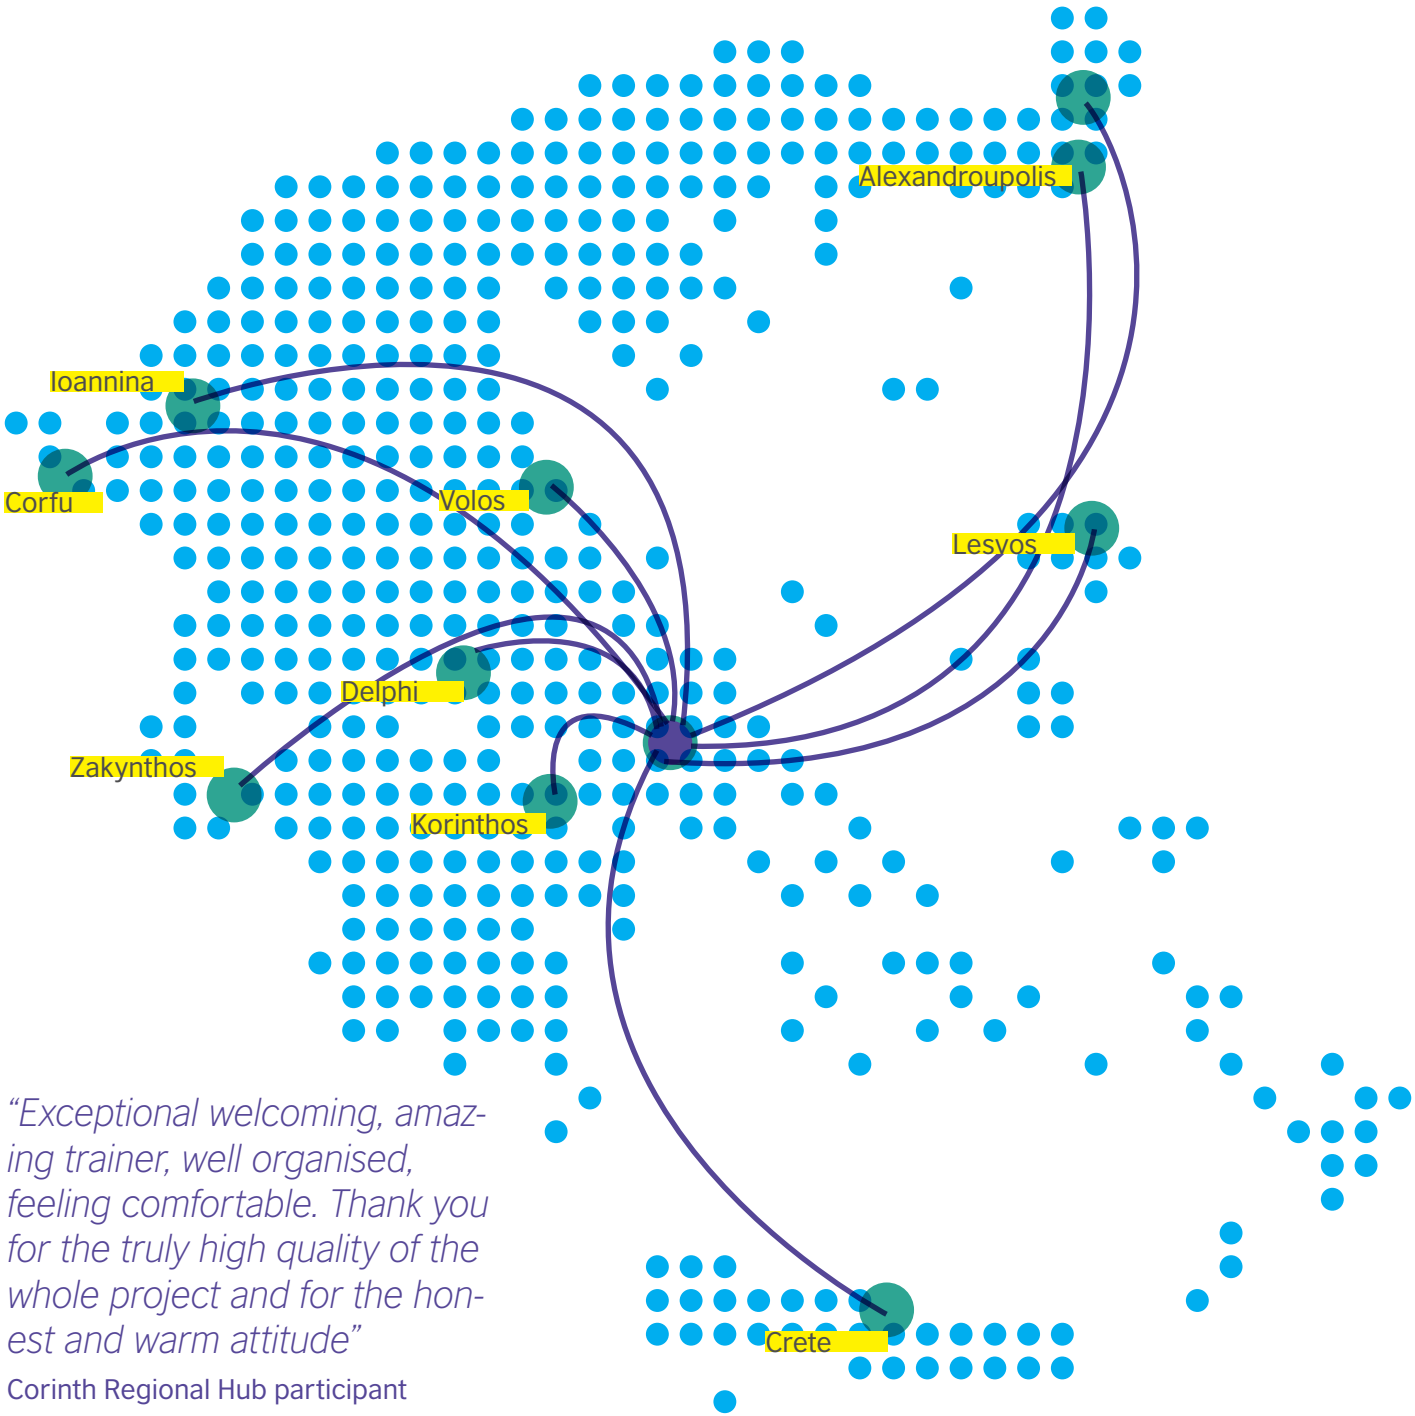 Alexandroupolis
Ioannina
Corfu
Volos
Lesvos
Delphi
Zakynthos
Korinthos
“Exceptional welcoming, amaz-
ing trainer, well organised,
feeling comfortable. Thank you
for the truly high quality of the
whole project and for the hon-
est and warm attitude”
Corinth Regional Hub participant
Crete